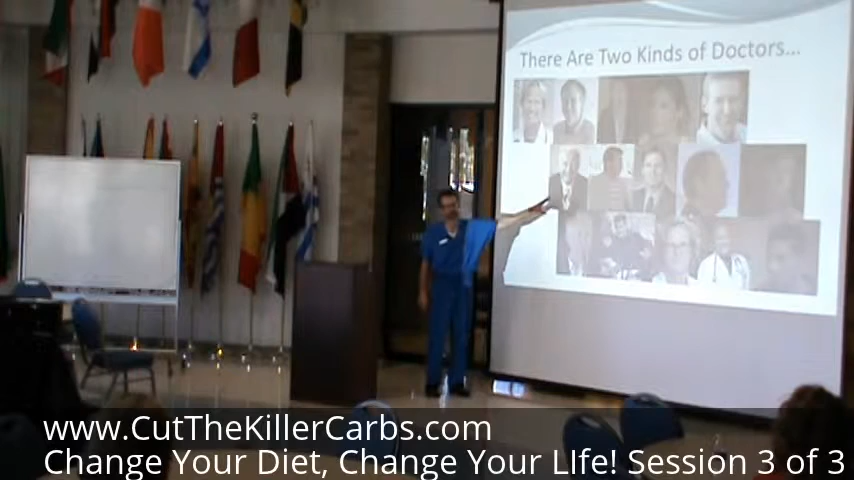 There Are Two Kinds of Doctors...
www.CutTheKillerCarbs.com
Change Your Diet, Change Your LIfe! Session 3 of 3